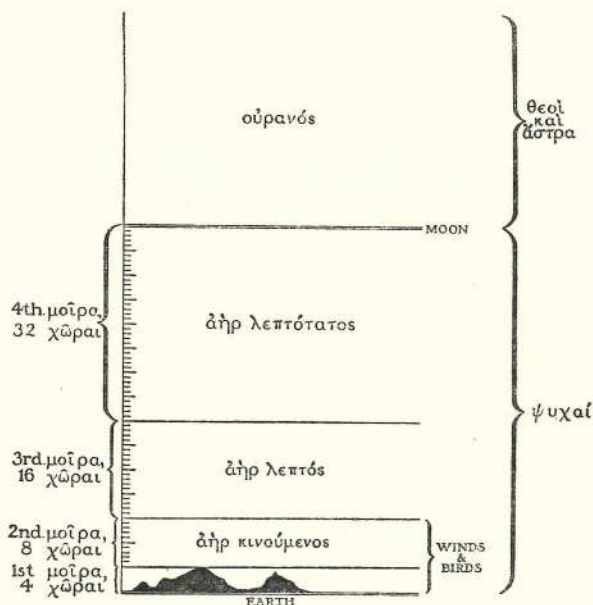 οὐρανός
θεοὶ
καὶ
ἄστρα
MOON
4th. μοῖρα,
32 χῶραι
ἀὴρ λεπτότατος
ψυχαί
3rd. μοῖρα,
16 χῶραι
ἀὴρ λεπτός
2nd. μοῖρα,
8 χῶραι
ἀὴρ κινούμενος
WINDS
&
BIRDS
1st μοῖρα,
4 χῶραι
EARTH